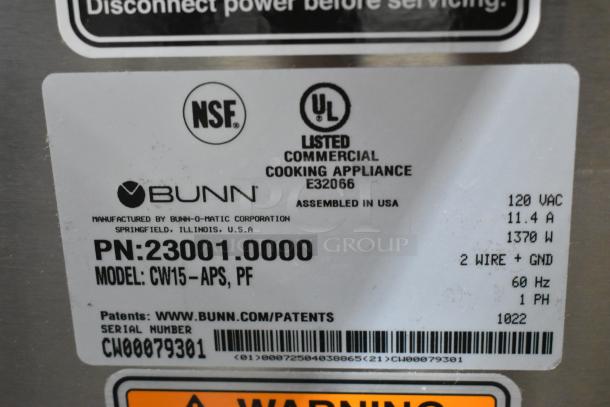 Disconnect power before servicing.
NSF.
UL
LISTED
COMMERCIAL
COOKING APPLIANCE
E32066
BUNN
ASSEMBLED IN USA
120 VAC
11.4 A
1370 W
MANUFACTURED BY BUNN-O-MATIC CORPORATION
SPRINGFIELD, ILLINOIS, U.S.A
GROUP
PN:23001.0000
2 WIRE + GND
MODEL: CW15-APS, PF
60 Hz
1 PH
Patents: WWW.BUNN.COM/PATENTS
1022
SERIAL NUMBER
CW00079301
(01)00072504038865(21)CW00079301
WARNING